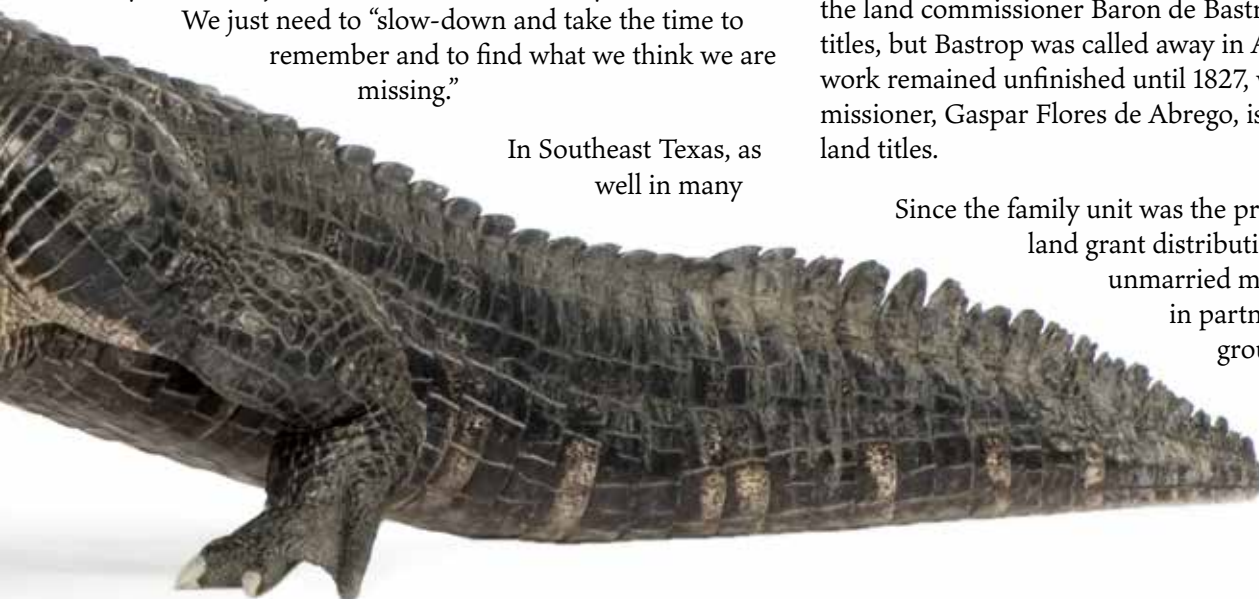 We just need to “slow-down and take the time to
remember and to find what we think we are
missing.”
In Southeast Texas, as
well in many
the land commissioner Baron de Bastr
titles, but Bastrop was called away in A
work remained unfinished until 1827,
missioner, Gaspar Flores de Abrego, is
land titles.
Since the family unit was the pr
land grant distributi
unmarried m
in partn
grou